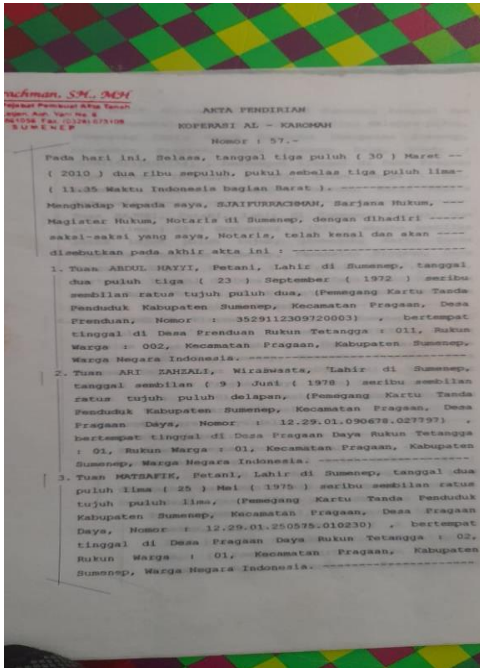 rachman, SH., MH
Pejabat Pembuat Akta Tanah
No. 8
Fax. (0328) 673108
SUMENEP
AKTA PENDIRIAN
KOPERASI AL - KAROMAH
Nomor : 57.-
Pada hari ini, Selasa, tanggal tiga puluh ( 30 ) Maret --
( 2010 ) dua ribu sepuluh, pukul sebelas tiga puluh lima-
( 11.35 Waktu Indonesia bagian Barat ). ----------------
Menghadap kepada saya, SJAIFURRACHMAN, Sarjana Hukum, ---
Magister Hukum, Notaris di Sumenep, dengan dihadiri -----
saksi-saksi yang saya, Notaris, telah kenal dan akan ----
disebutkan pada akhir akta ini : ------------------------
1. Tuan ABDUL HAYYI, Petani, Lahir di Sumenep, tanggal
dua puluh tiga ( 23 ) September ( 1972 ) seribu
sembilan ratus tujuh puluh dua, (Pemegang Kartu Tanda
Penduduk Kabupaten Sumenep, Kecamatan Pragaan, Desa
Prenduan, Nomor : 3529112309720003) , bertempat
tinggal di Desa Prenduan Rukun Tetangga : 011, Rukun
Warga : 002, Kecamatan Pragaan, Kabupaten Sumenep,
Warga Negara Indonesia. ---------------------------
2. Tuan ARI ZAHZALI, Wiraswasta, Lahir di Sumenep,
tanggal sembilan ( 9 ) Juni ( 1978 ) seribu sembilan
ratus tujuh puluh delapan, (Pemegang Kartu Tanda
Penduduk Kabupaten Sumenep, Kecamatan Pragaan, Desa
Pragaan Daya, Nomor : 12.29.01.090678.027797) ,
bertempat tinggal di Desa Pragaan Daya Rukun Tetangga
: 01, Rukun Warga : 01, Kecamatan Pragaan, Kabupaten
Sumenep, Warga Negara Indonesia. --------------------
3. Tuan MATSAFIK, Petani, Lahir di Sumenep, tanggal dua
puluh lima ( 25 ) Mei ( 1975 ) seribu sembilan ratus
tujuh puluh lima, (Pemegang Kartu Tanda Penduduk
Kabupaten Sumenep, Kecamatan Pragaan, Desa Pragaan
Daya, Nomor : 12.29.01.250575.010230) , bertempat
tinggal di Desa Pragaan Daya Rukun Tetangga : 02,
Rukun Warga : 01, Kecamatan Pragaan, Kabupaten
Sumenep, Warga Negara Indonesia. ----------------------